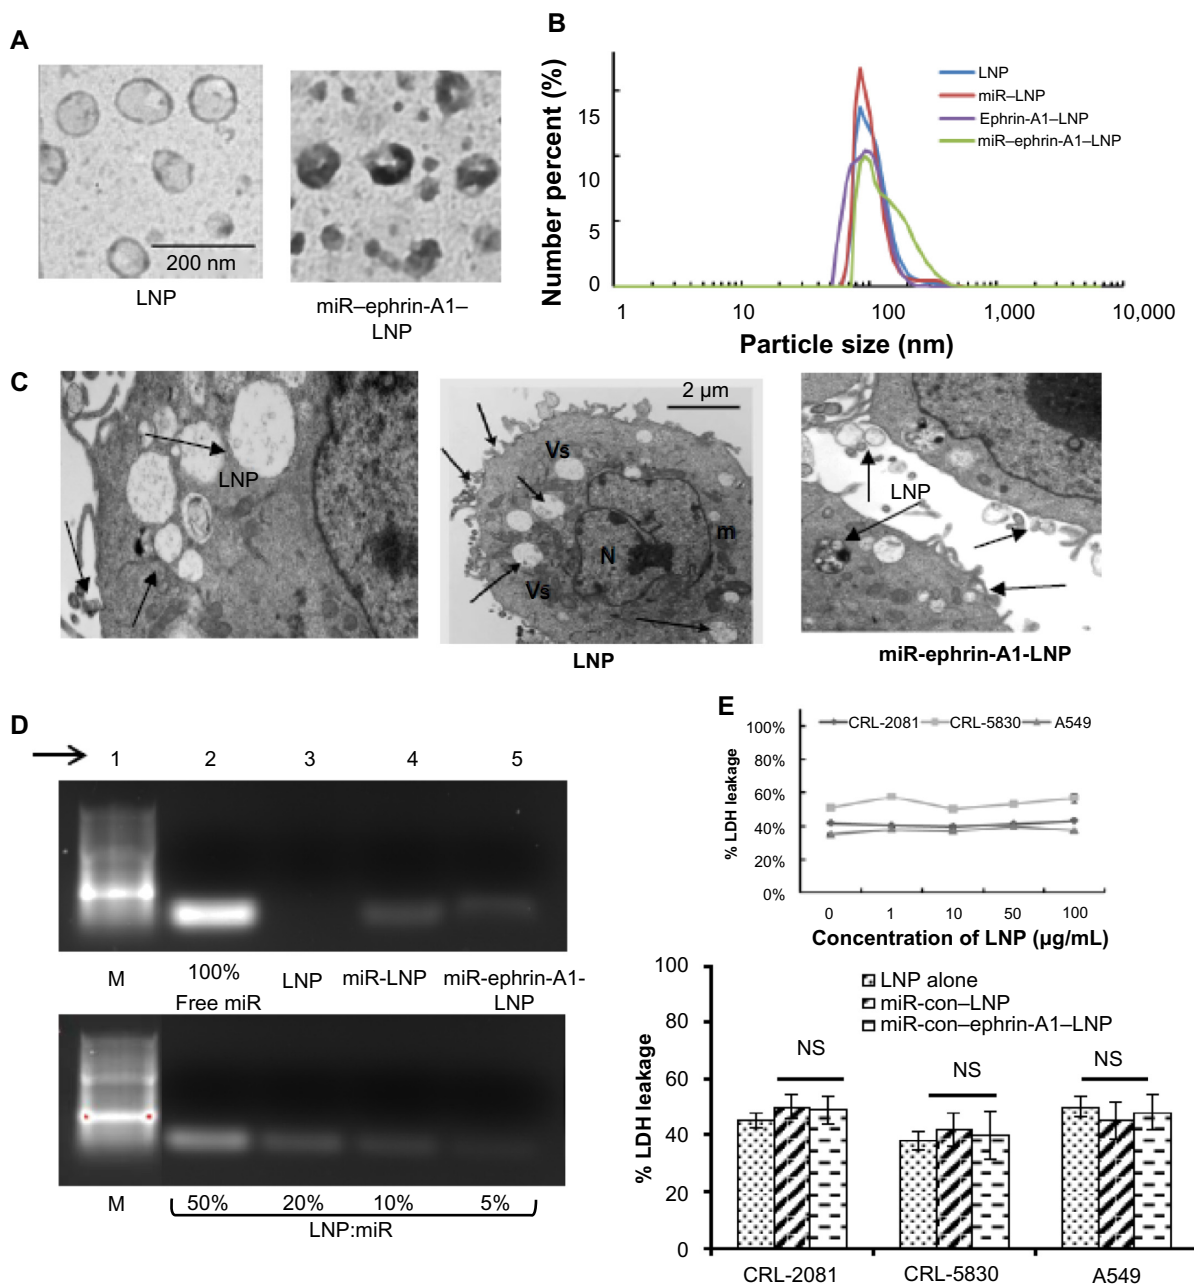 A
200 nm
LNP
miR–ephrin-A1–
LNP
B
Number percent (%)
15
10
5
0
1
10
100
1,000
10,000
Particle size (nm)
LNP
miR–LNP
Ephrin-A1–LNP
miR–ephrin-A1–LNP
C
LNP
2 µm
Vs
N
m
Vs
LNP
LNP
miR-ephrin-A1-LNP
D
1 2 3 4 5
M
100%
Free miR
LNP
miR-LNP
miR-ephrin-A1-
LNP
M
50% 20% 10% 5%
LNP:miR
E
CRL-2081 CRL-5830 A549
% LDH leakage
100%
80%
60%
40%
20%
0%
0 1 10 50 100
Concentration of LNP (µg/mL)
% LDH leakage
100
80
60
40
20
0
LNP alone
miR-con–LNP
miR-con–ephrin-A1–LNP
NS
NS
NS
CRL-2081 CRL-5830 A549